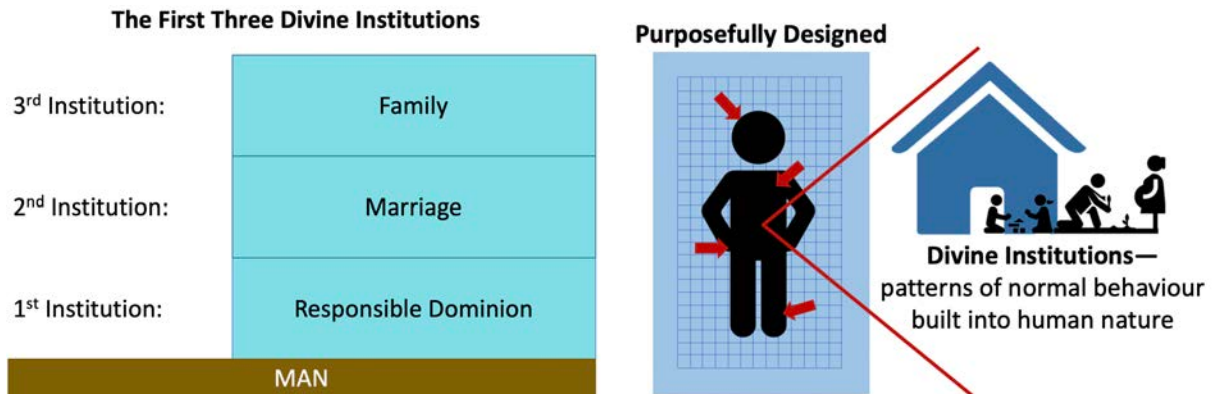 The First Three Divine Institutions
3rd Institution:
Family
2nd Institution:
Marriage
1st Institution:
Responsible Dominion
MAN
Purposefully Designed
Divine Institutions—
patterns of normal behaviour
built into human nature